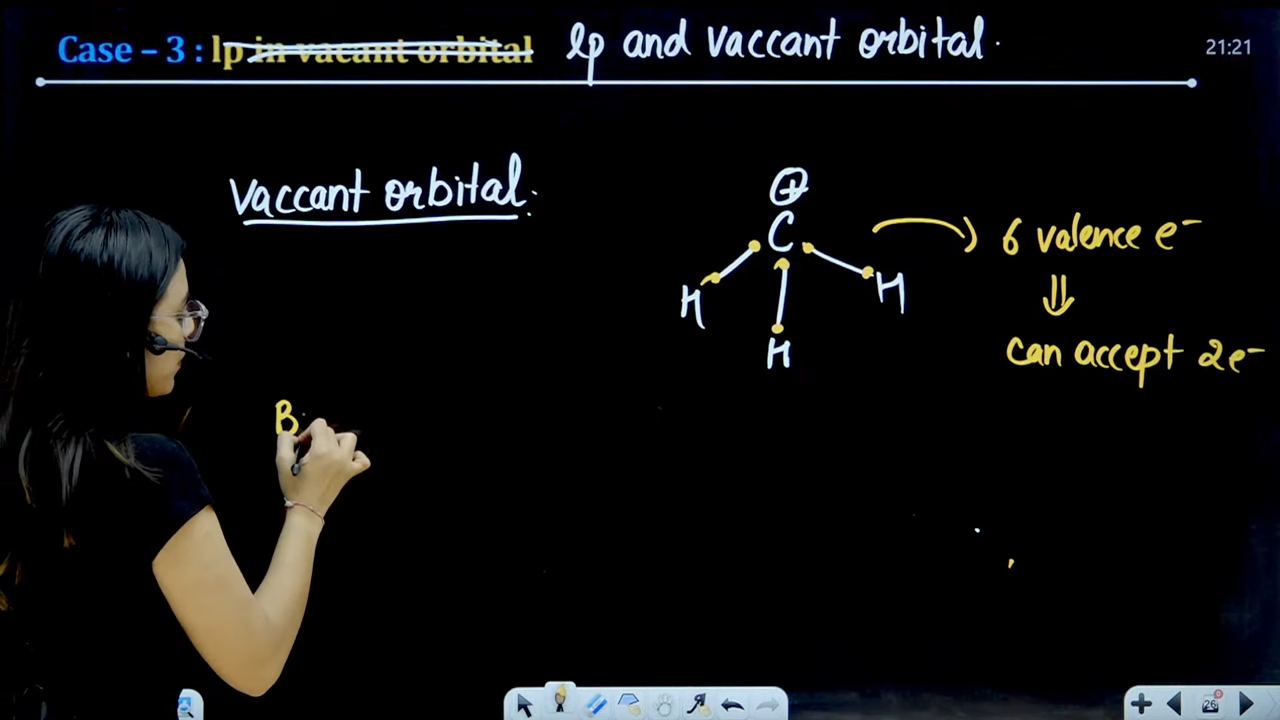 Case – 3 : lp in vacant orbital lp and vaccant orbital.
21:21
vaccant orbital:
⊕
C
H
H
H
6 valence e⁻
⇓
can accept 2e⁻
B
26